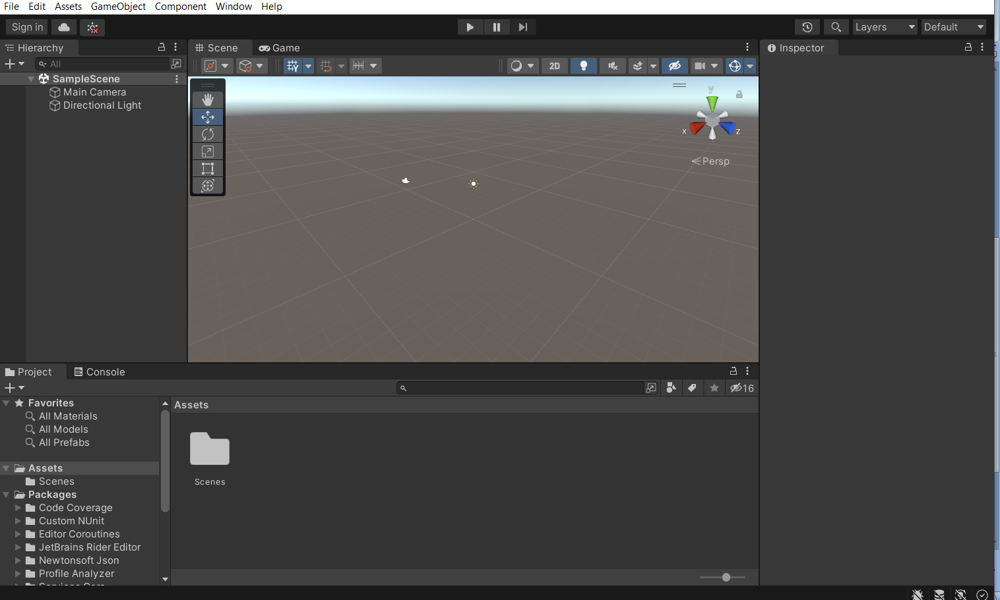 File Edit Assets GameObject Component Window Help
Sign in
Layers
Default
Hierarchy
Scene
Game
Inspector
All
2D
SampleScene
Main Camera
Directional Light
y
x
z
Persp
Project
Console
16
Favorites
All Materials
All Models
All Prefabs
Assets
Scenes
Packages
Code Coverage
Custom NUnit
Editor Coroutines
JetBrains Rider Editor
Newtonsoft Json
Profile Analyzer
Assets
Scenes